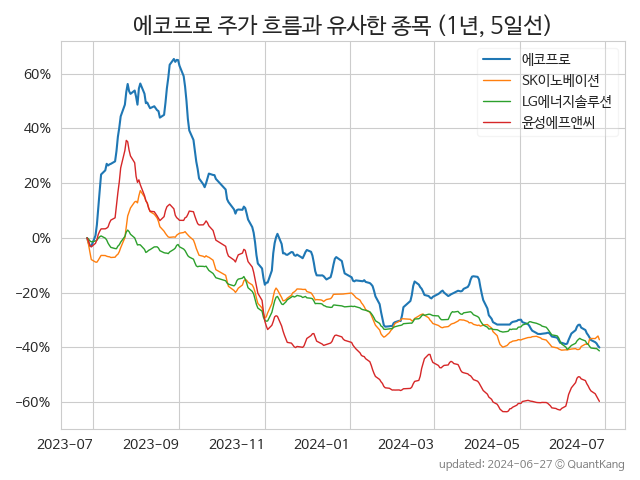 에코프로 주가 흐름과 유사한 종목 (1년, 5일선)
에코프로
SK이노베이션
LG에너지솔루션
윤성에프앤씨
60%
40%
20%
0%
−20%
−40%
−60%
2023-07 2023-09 2023-11 2024-01 2024-03 2024-05 2024-07
updated: 2024-06-27 © QuantKang